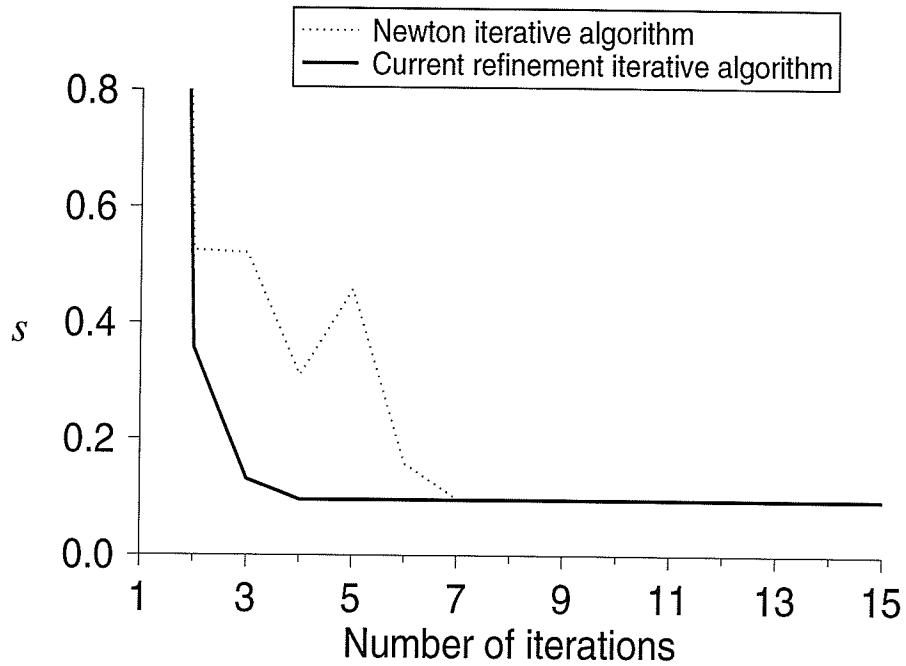 Newton iterative algorithm
Current refinement iterative algorithm
0.8
0.6
0.4
0.2
0.0
s
1 3 5 7 9 11 13 15
Number of iterations